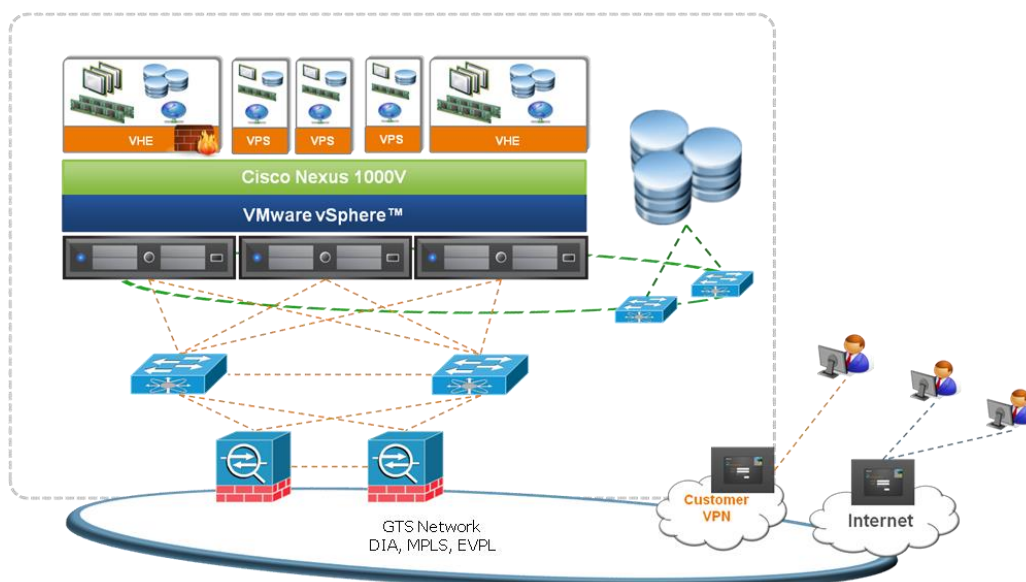 VHE
VPS
VPS
VPS
VHE
Cisco Nexus 1000V
VMware vSphere™
Customer
VPN
Internet
GTS Network
DIA, MPLS, EVPL